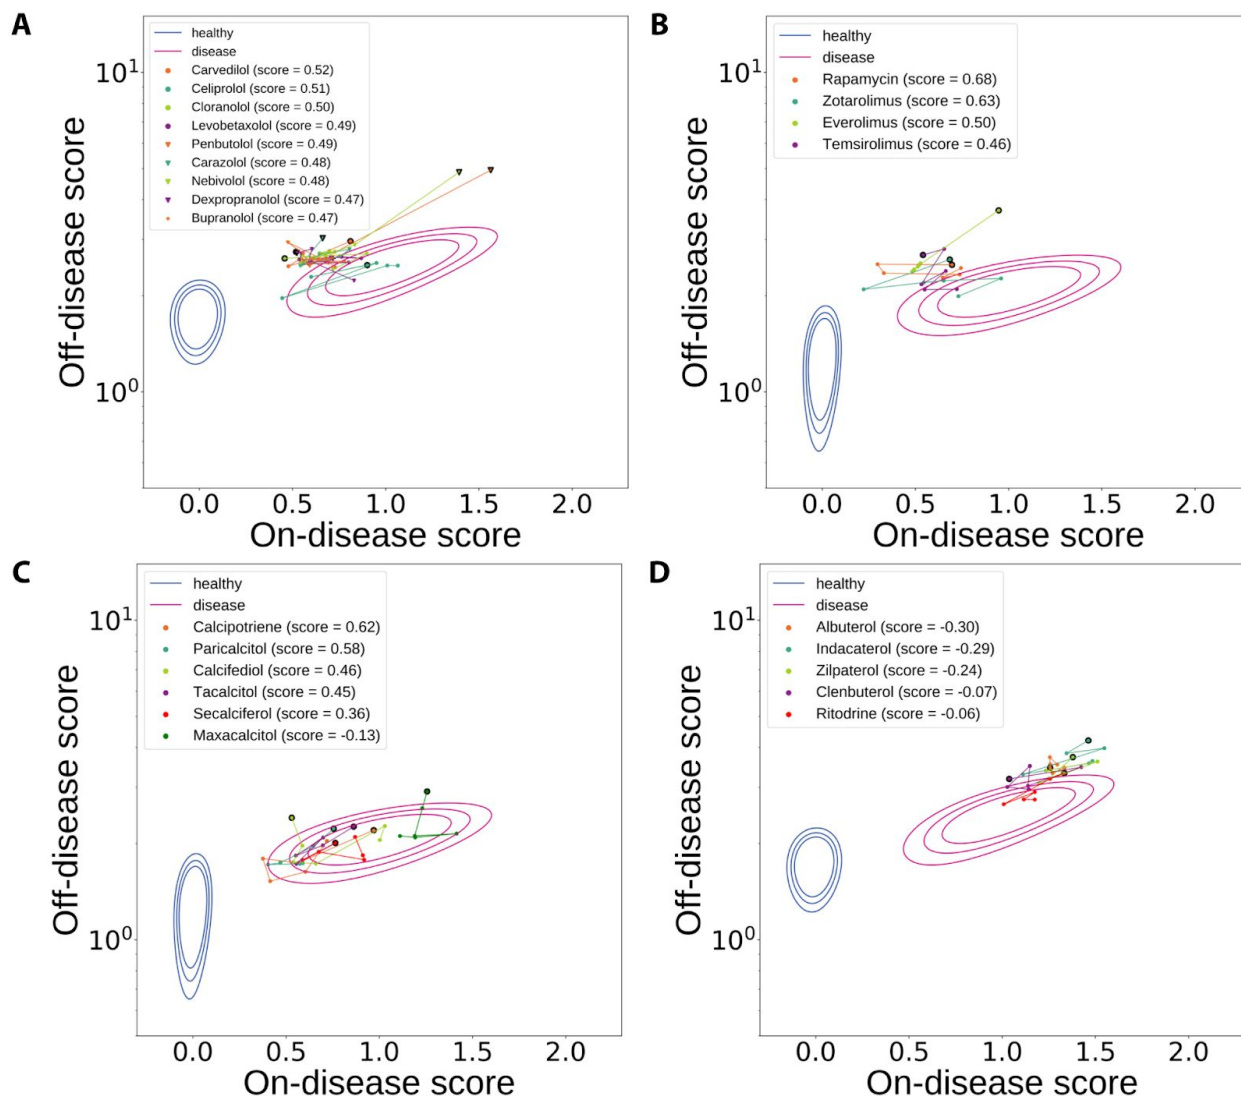 A
healthy
disease
Carvedilol (score = 0.52)
Celiprolol (score = 0.51)
Cloranolol (score = 0.50)
Levobetaxolol (score = 0.49)
Penbutolol (score = 0.49)
Carazolol (score = 0.48)
Nebivolol (score = 0.48)
Dexpropranolol (score = 0.47)
Bupranolol (score = 0.47)
10¹
10⁰
Off-disease score
0.0 0.5 1.0 1.5 2.0
On-disease score
B
healthy
disease
Rapamycin (score = 0.68)
Zotarolimus (score = 0.63)
Everolimus (score = 0.50)
Temsirolimus (score = 0.46)
10¹
10⁰
Off-disease score
0.0 0.5 1.0 1.5 2.0
On-disease score
C
healthy
disease
Calcipotriene (score = 0.62)
Paricalcitol (score = 0.58)
Calcifediol (score = 0.46)
Tacalcitol (score = 0.45)
Secalciferol (score = 0.36)
Maxacalcitol (score = -0.13)
10¹
10⁰
Off-disease score
0.0 0.5 1.0 1.5 2.0
On-disease score
D
healthy
disease
Albuterol (score = -0.30)
Indacaterol (score = -0.29)
Zilpaterol (score = -0.24)
Clenbuterol (score = -0.07)
Ritodrine (score = -0.06)
10¹
10⁰
Off-disease score
0.0 0.5 1.0 1.5 2.0
On-disease score